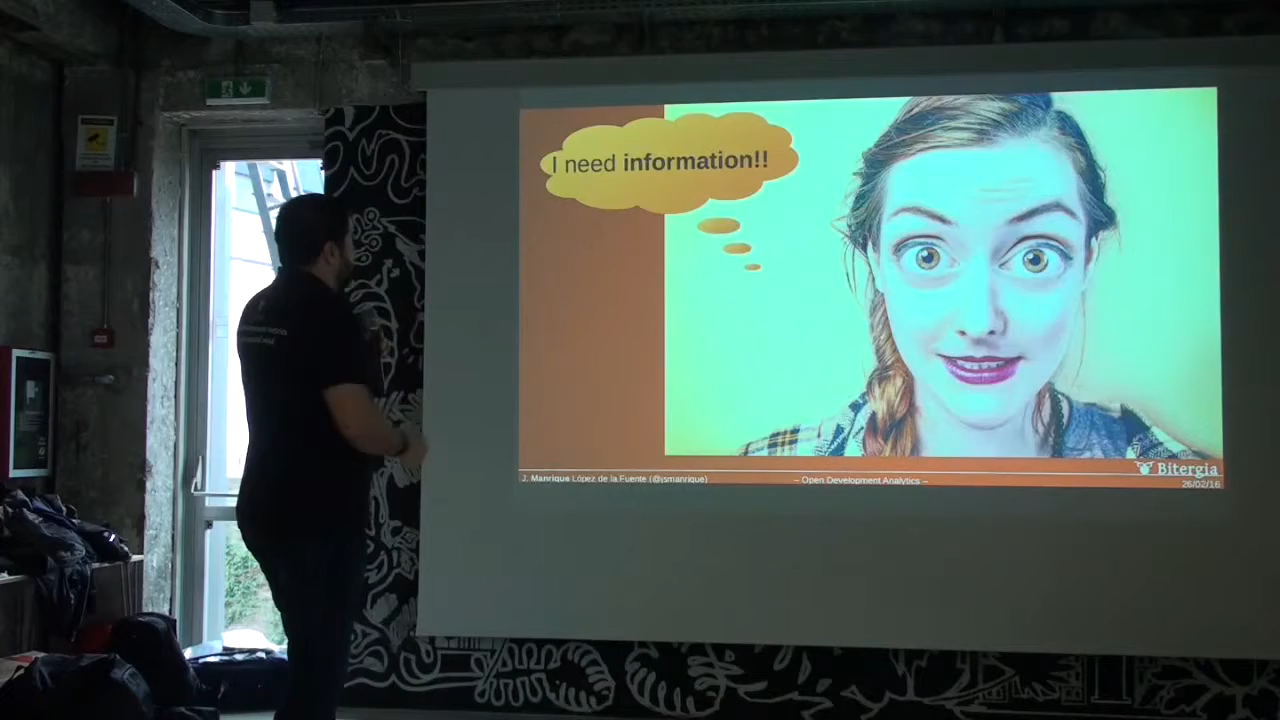 I need information!!
Bitergia
J. Manrique López de la Fuente (@jsmanrique)
– Open Development Analytics –
26/02/16